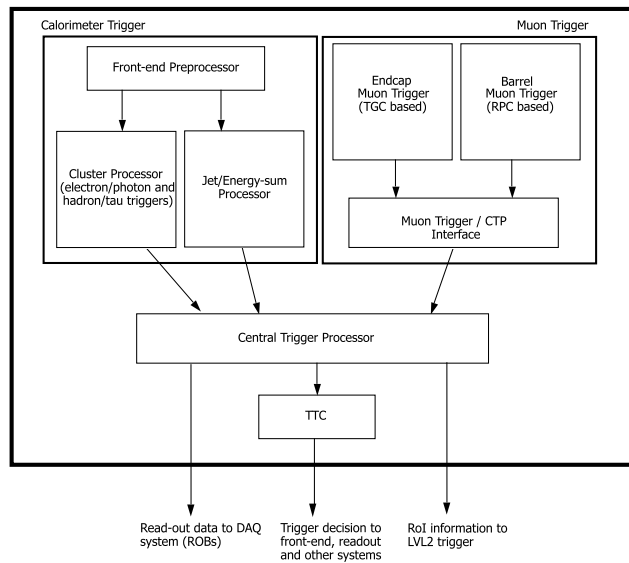 Calorimeter Trigger
Muon Trigger
Front-end Preprocessor
Endcap
Muon Trigger
(TGC based)
Barrel
Muon Trigger
(RPC based)
Cluster Processor
(electron/photon and
hadron/tau triggers)
Jet/Energy-sum
Processor
Muon Trigger / CTP
Interface
Central Trigger Processor
TTC
Read-out data to DAQ
system (ROBs)
Trigger decision to
front-end, readout
and other systems
RoI information to
LVL2 trigger